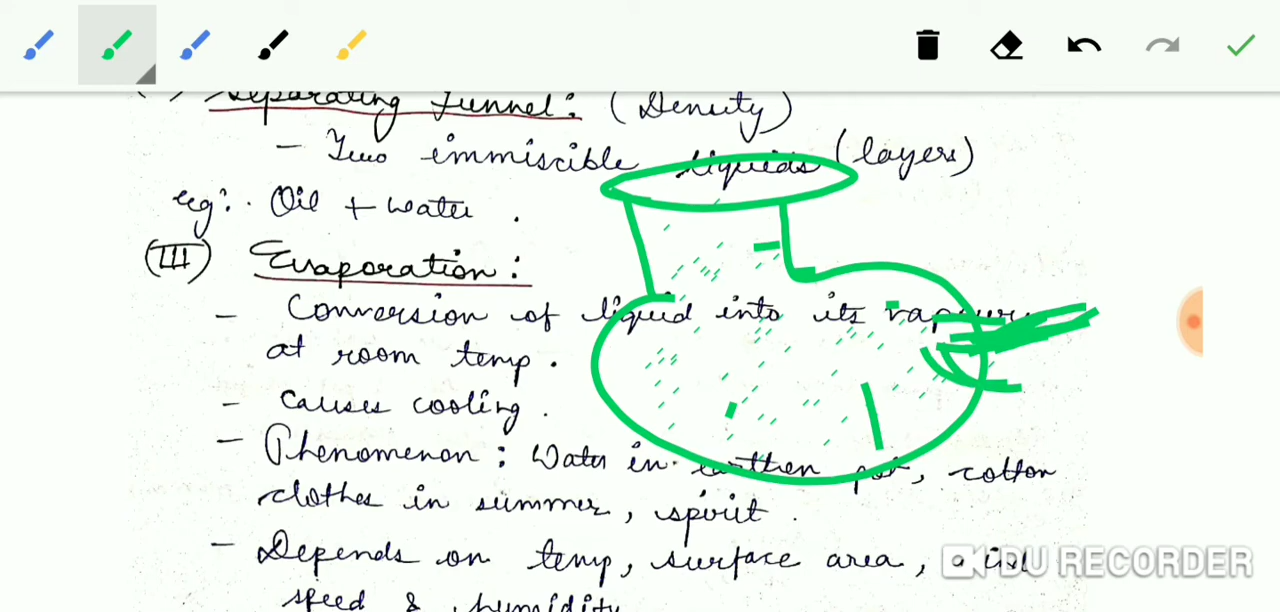 Separating Funnel: (Density)
- Two immiscible liquids (layers)
eg:. Oil + water .
(III) Evaporation :
- Conversion of liquid into its vapour
at room temp .
- Causes cooling .
- Phenomenon : Water in earthen pot, cotton
clothes in summer, spirit .
- Depends on temp, surface area,
DU RECORDER
speed & humidity